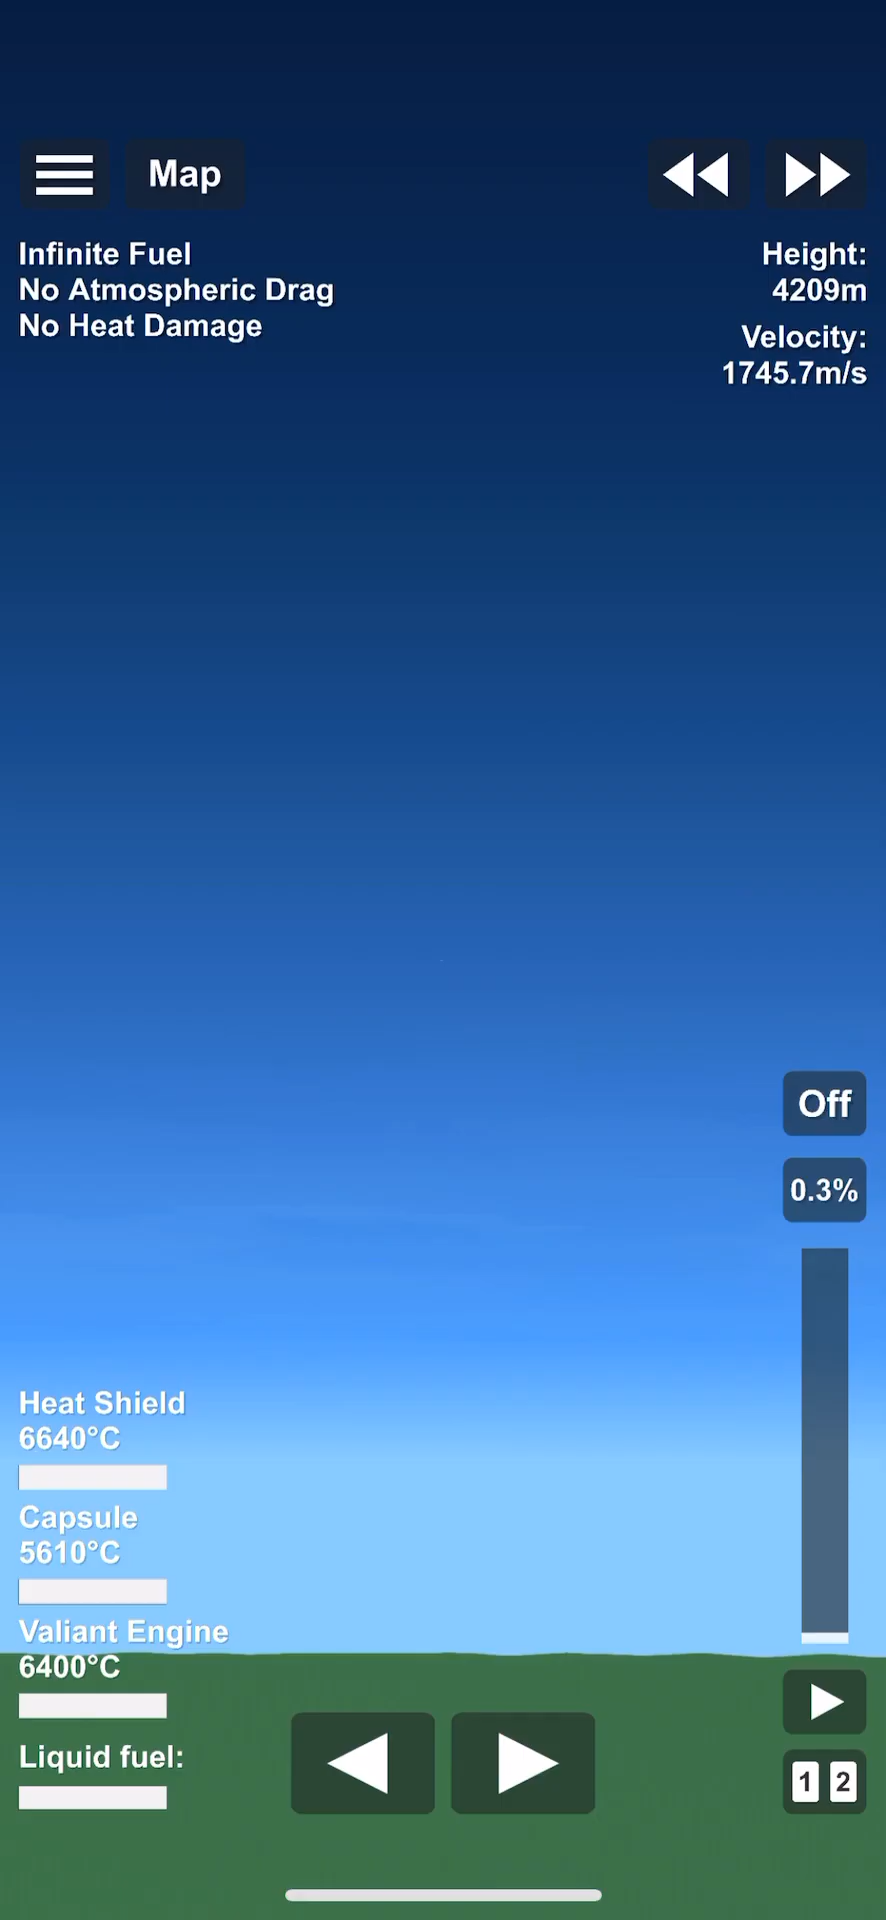 Map
Infinite Fuel
No Atmospheric Drag
No Heat Damage
Height:
4209m
Velocity:
1745.7m/s
Off
0.3%
Heat Shield
6640°C
Capsule
5610°C
Valiant Engine
6400°C
Liquid fuel:
1 2